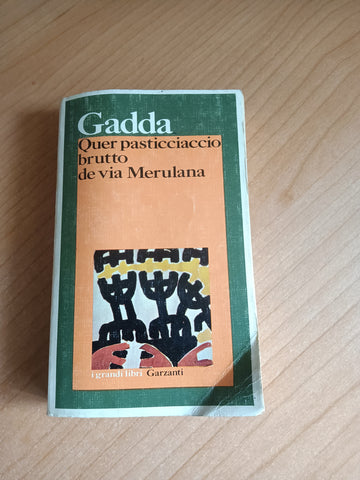 Gadda
Quer pasticciaccio
brutto
de via Merulana
i grandi libri Garzanti